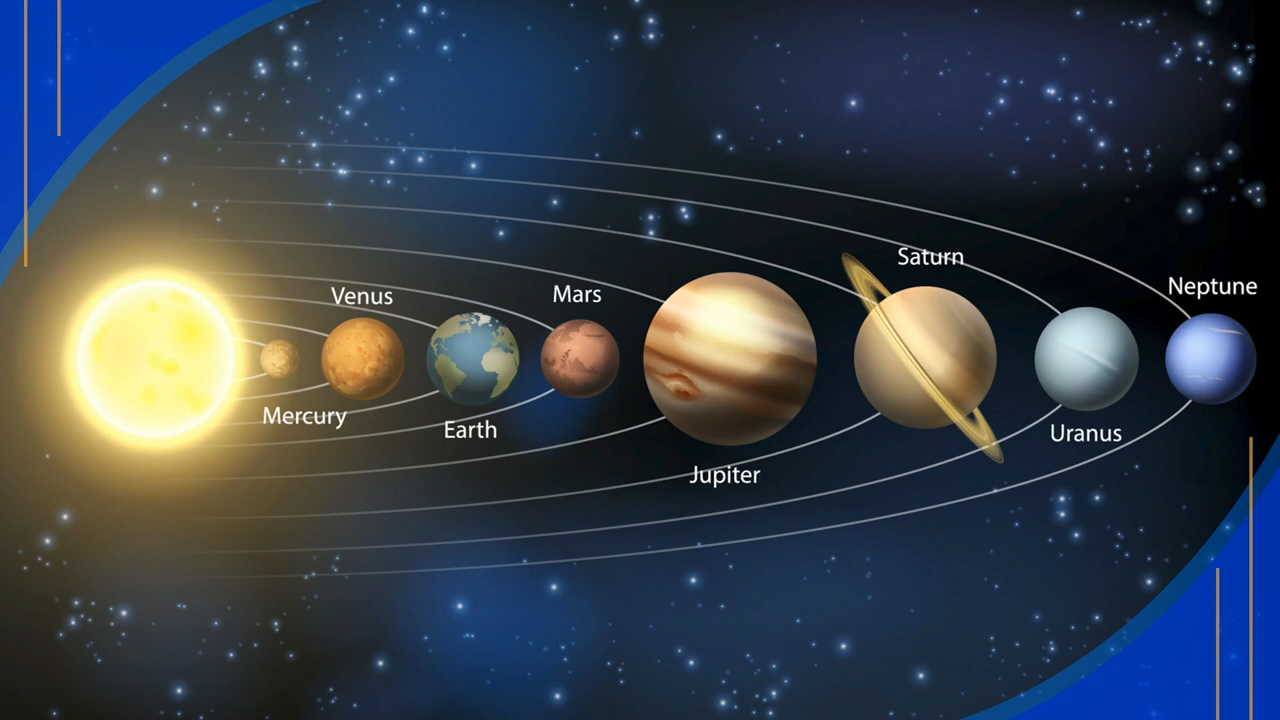 Mercury
Venus
Earth
Mars
Jupiter
Saturn
Uranus
Neptune